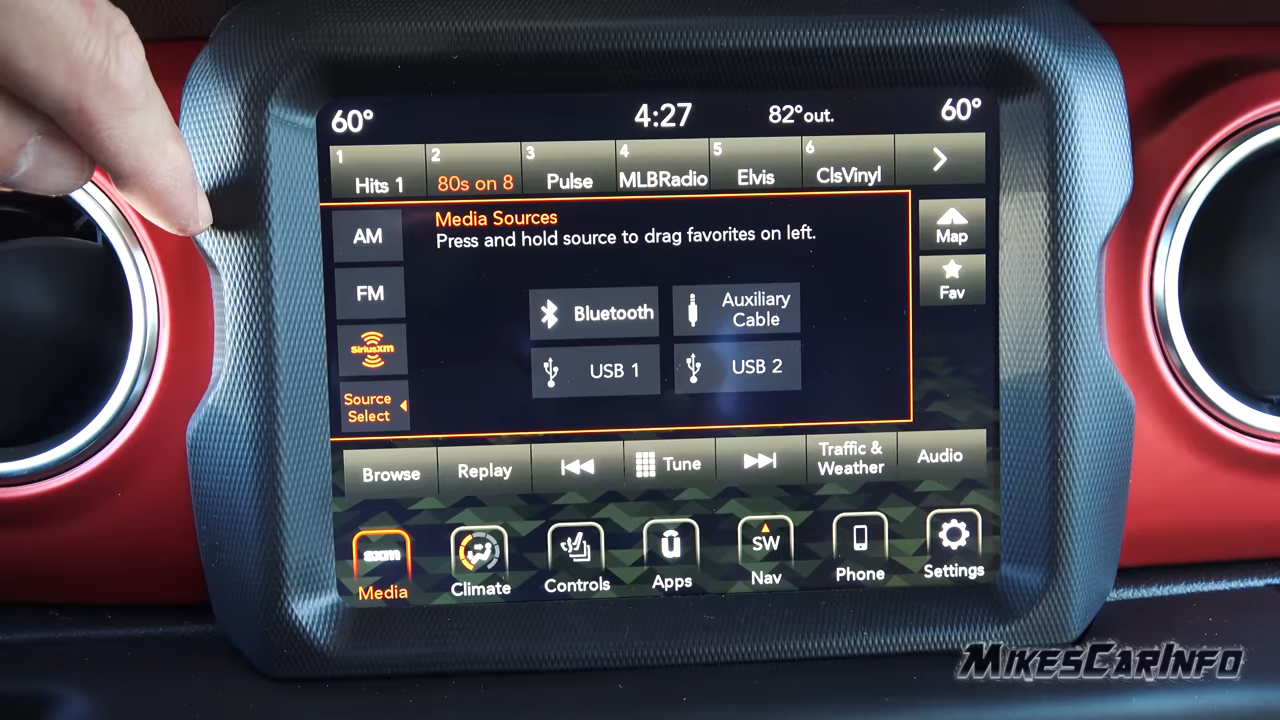 60°
4:27
82° out.
60°
1
Hits 1
2
80s on 8
3
Pulse
4
MLBRadio
5
Elvis
6
ClsVinyl
AM
FM
SiriusXM
Source
Select
Media Sources
Press and hold source to drag favorites on left.
Bluetooth
Auxiliary
Cable
USB 1
USB 2
Map
Fav
Browse
Replay
Tune
Traffic &
Weather
Audio
sxm
Media
Climate
Controls
ū
Apps
SW
Nav
Phone
Settings
MIKESCARINFO